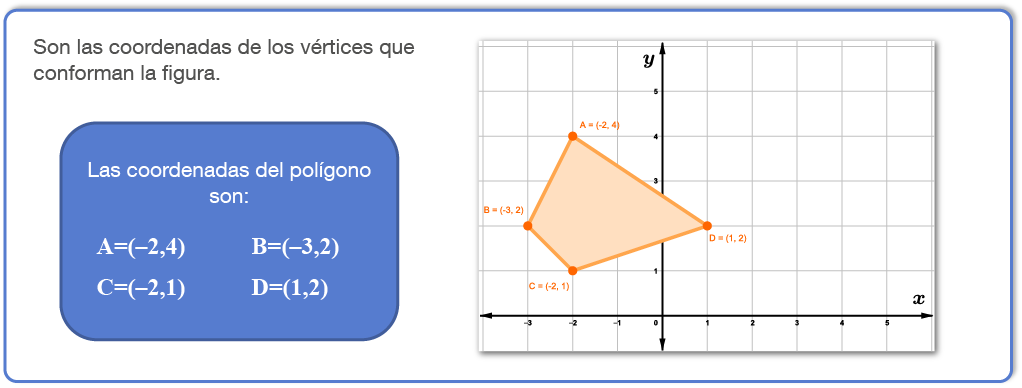 Son las coordenadas de los vértices que
conforman la figura.
Las coordenadas del polígono
son:
A=(–2,4) B=(–3,2)
C=(–2,1) D=(1,2)
y
5
A = (-2, 4)
4
3
B = (-3, 2)
D = (1, 2)
1
C = (-2, 1)
x
–3 –2 –1 0 1 2 3 4 5